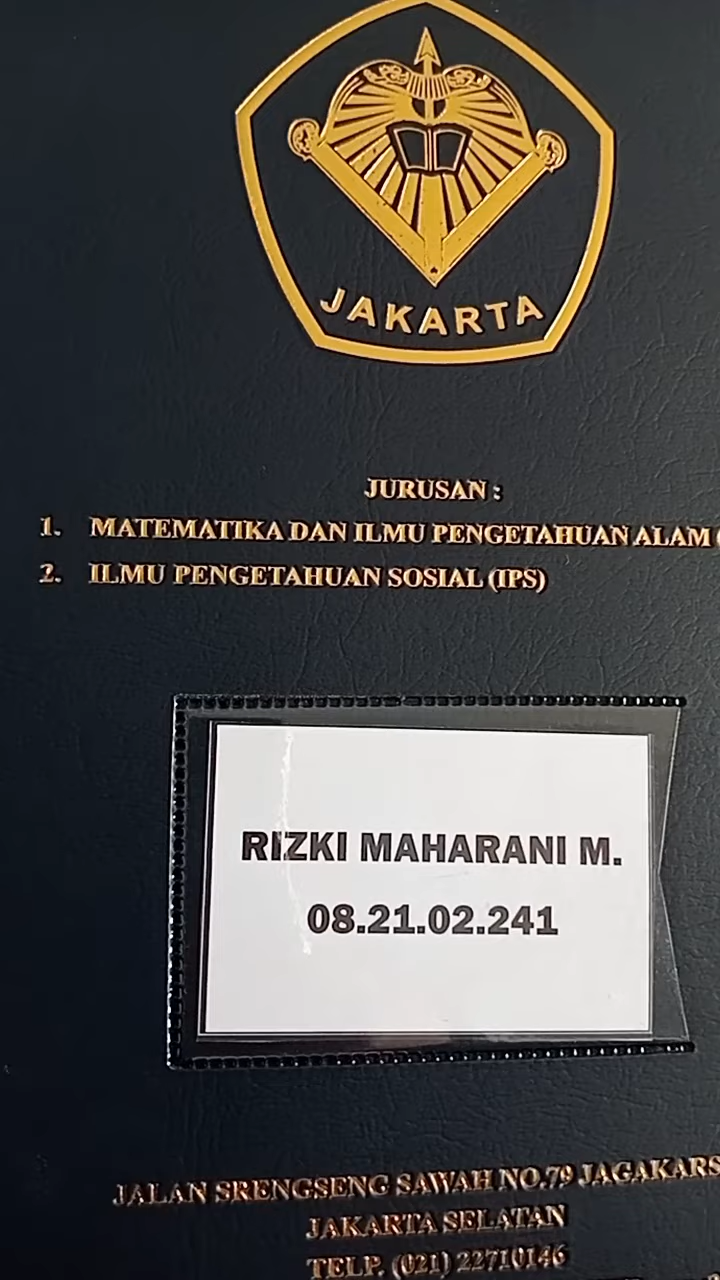 JAKARTA
JURUSAN :
1. MATEMATIKA DAN ILMU PENGETAHUAN ALAM (
2. ILMU PENGETAHUAN SOSIAL (IPS)
RIZKI MAHARANI M.
08.21.02.241
JALAN SRENGSENG SAWAH NO.79 JAGAKARS
JAKARTA SELATAN
TELP. (021) 22710146